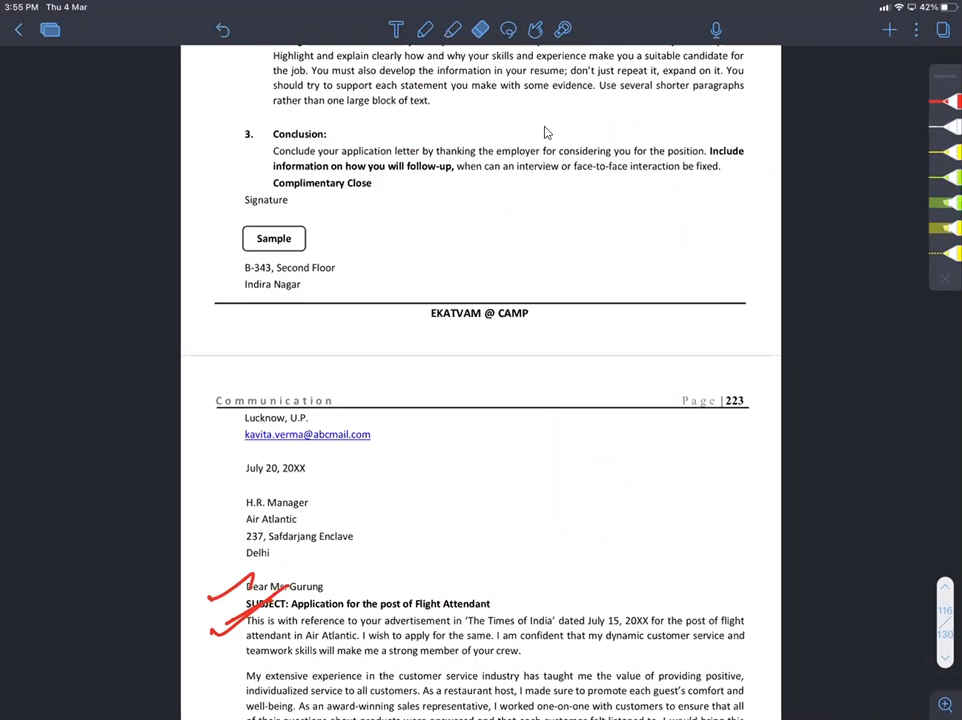 3:55 PM Thu 4 Mar
42%
Highlight and explain clearly how and why your skills and experience make you a suitable candidate for
the job. You must also develop the information in your resume; don't just repeat it, expand on it. You
should try to support each statement you make with some evidence. Use several shorter paragraphs
rather than one large block of text.
3. Conclusion:
Conclude your application letter by thanking the employer for considering you for the position. Include
information on how you will follow-up, when can an interview or face-to-face interaction be fixed.
Complimentary Close
Signature
Sample
B-343, Second Floor
Indira Nagar
EKATVAM @ CAMP
Communication Page | 223
Lucknow, U.P.
kavita.verma@abcmail.com
July 20, 20XX
H.R. Manager
Air Atlantic
237, Safdarjang Enclave
Delhi
Dear Ms Gurung
SUBJECT: Application for the post of Flight Attendant
This is with reference to your advertisement in 'The Times of India' dated July 15, 20XX for the post of flight
attendant in Air Atlantic. I wish to apply for the same. I am confident that my dynamic customer service and
teamwork skills will make me a strong member of your crew.
My extensive experience in the customer service industry has taught me the value of providing positive,
individualized service to all customers. As a restaurant host, I made sure to promote each guest's comfort and
well-being. As an award-winning sales representative, I worked one-on-one with customers to ensure that all
116
130